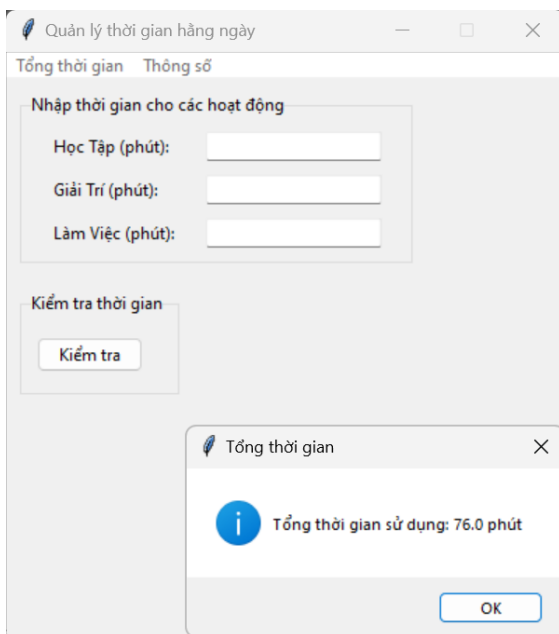 Quản lý thời gian hằng ngày
Tổng thời gian Thông số
Nhập thời gian cho các hoạt động
Học Tập (phút):
Giải Trí (phút):
Làm Việc (phút):
Kiểm tra thời gian
Kiểm tra
Tổng thời gian
Tổng thời gian sử dụng: 76.0 phút
OK